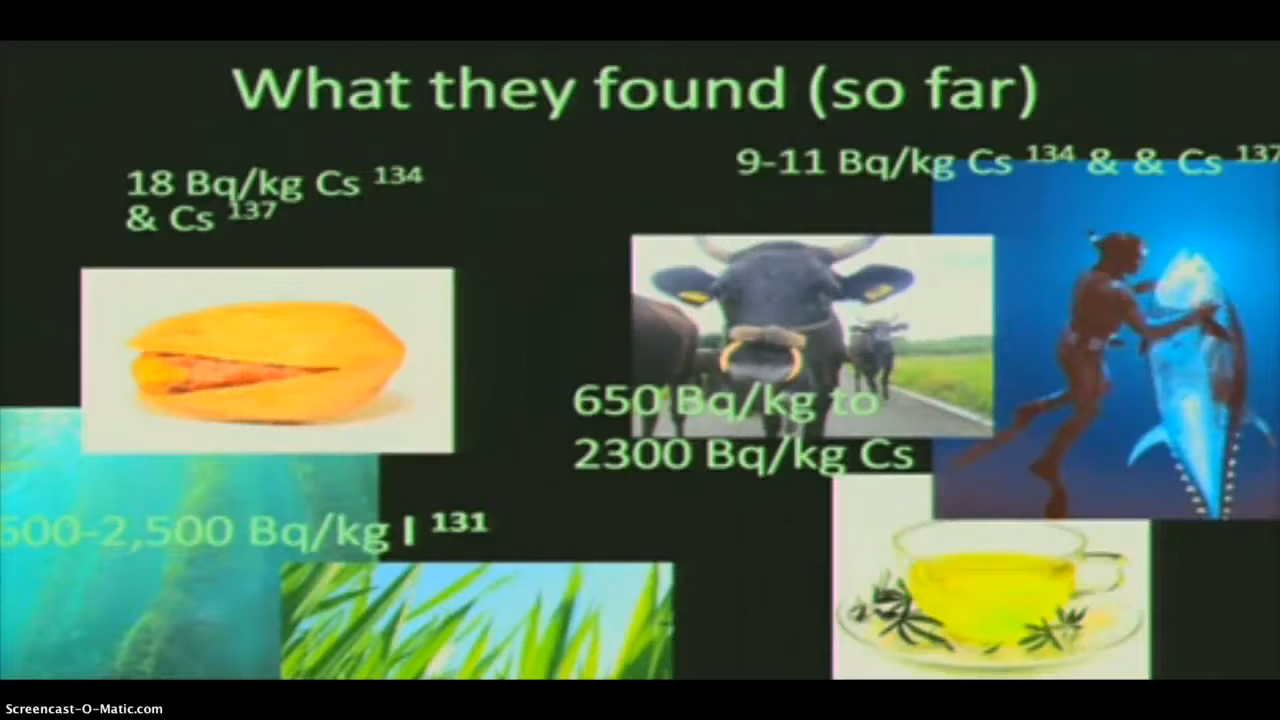 What they found (so far)
18 Bq/kg Cs 134
& Cs 137
9-11 Bq/kg Cs 134 & & Cs 137
650 Bq/kg to
2300 Bq/kg Cs
500-2,500 Bq/kg I 131
Screencast-O-Matic.com